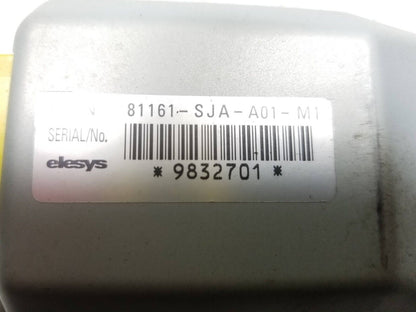 N 81161-SJA-A01-M1
SERIAL/No.
elesys
* 9832701 *